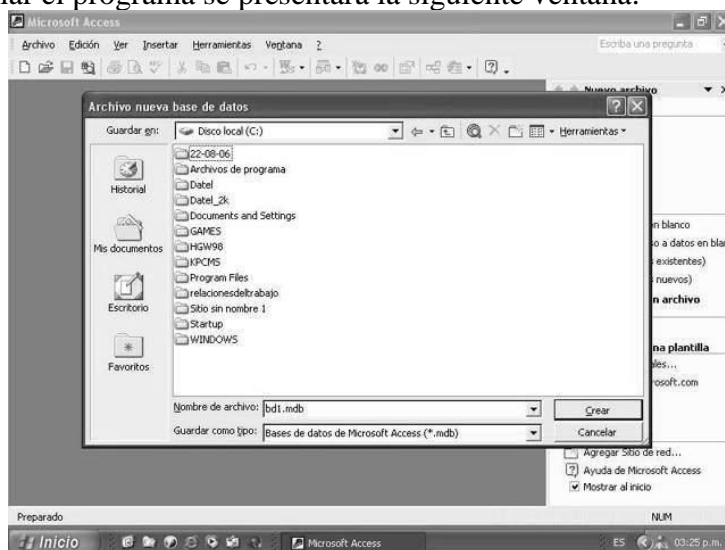 el programa se presentará la siguiente ventana:
Microsoft Access
Archivo Edición Ver Insertar Herramientas Ventana ?
Escriba una pregunta
Nuevo archivo
Archivo nueva base de datos
Guardar en: Disco local (C:) Herramientas
Historial
Mis documentos
Escritorio
Favoritos
22-08-06
Archivos de programa
Datel
Datel_2k
Documents and Settings
GAMES
HGW98
KPCMS
Program Files
relacionesdeltrabajo
Sitio sin nombre 1
Startup
WINDOWS
n blanco
o a datos en bla
existentes)
nuevos)
n archivo
na plantilla
les...
osoft.com
Nombre de archivo: bd1.mdb Crear
Guardar como tipo: Bases de datos de Microsoft Access (*.mdb) Cancelar
Agregar Sitio de red...
Ayuda de Microsoft Access
Mostrar al inicio
Preparado NUM
Inicio Microsoft Access ES 03:25 p.m.